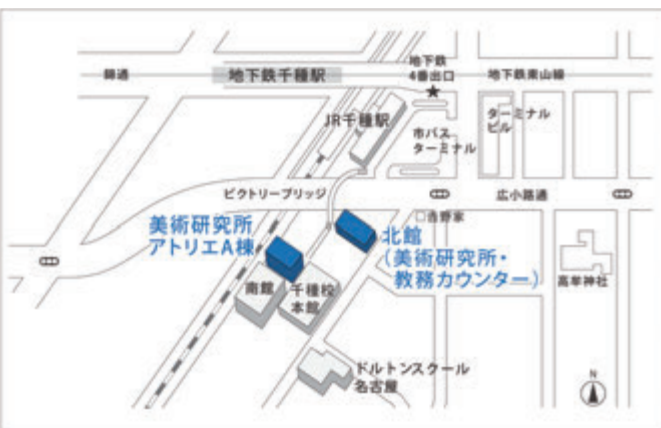 地下鉄
4番出口
錦通
地下鉄千種駅
地下鉄東山線
JR千種駅
ターミナル
ビル
市バス
ターミナル
ビクトリーブリッジ
広小路通
吉野家
美術研究所
アトリエA棟
北館
(美術研究所・
教務カウンター)
高牟神社
南館
千種校
本館
ドルトンスクール
名古屋
N